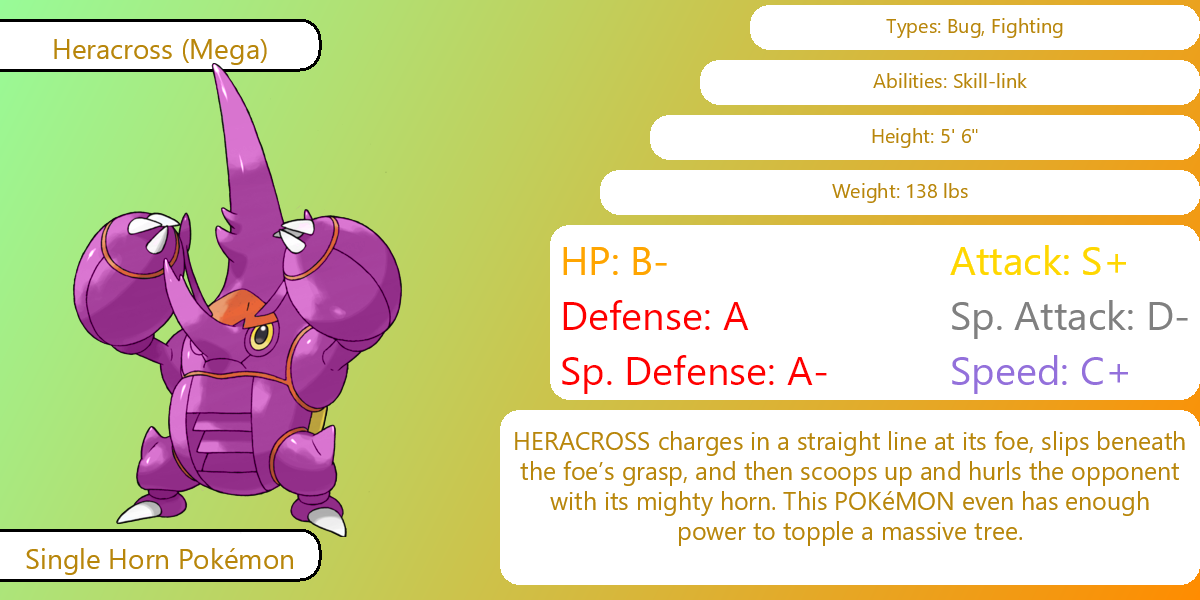 Heracross (Mega)
Types: Bug, Fighting
Abilities: Skill-link
Height: 5' 6"
Weight: 138 lbs
HP: B-
Attack: S+
Defense: A
Sp. Attack: D-
Sp. Defense: A-
Speed: C+
HERACROSS charges in a straight line at its foe, slips beneath
the foe’s grasp, and then scoops up and hurls the opponent
with its mighty horn. This POKéMON even has enough
power to topple a massive tree.
Single Horn Pokémon